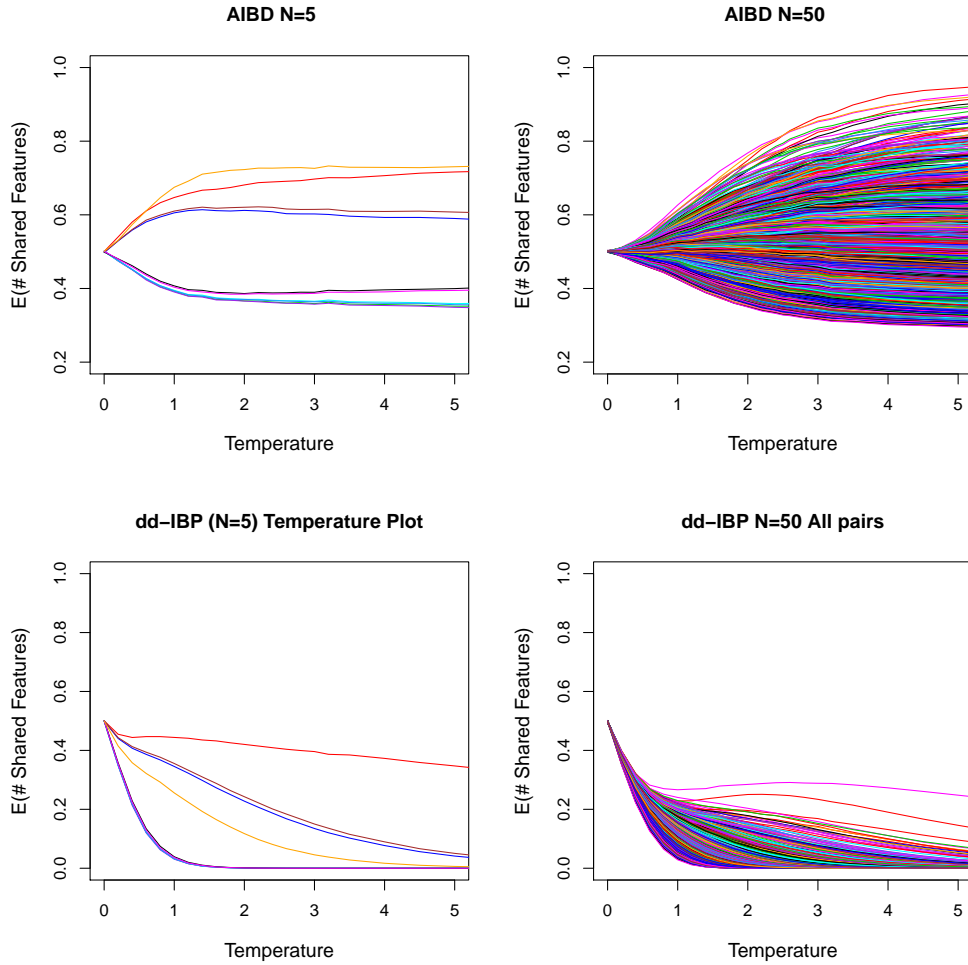 AIBD N=5
E(# Shared Features)
1.0
0.8
0.6
0.4
0.2
0 1 2 3 4 5
Temperature
AIBD N=50
E(# Shared Features)
1.0
0.8
0.6
0.4
0.2
0 1 2 3 4 5
Temperature
dd−IBP (N=5) Temperature Plot
E(# Shared Features)
1.0
0.8
0.6
0.4
0.2
0.0
0 1 2 3 4 5
Temperature
dd−IBP N=50 All pairs
E(# Shared Features)
1.0
0.8
0.6
0.4
0.2
0.0
0 1 2 3 4 5
Temperature